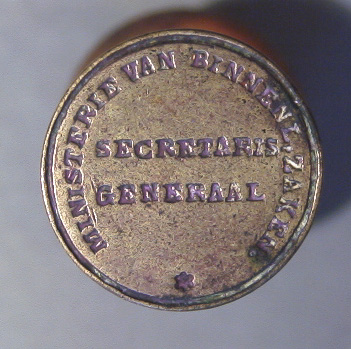 MINISTERIE VAN BINNENL. ZAKEN.
SECRETARIS
GENERAAL